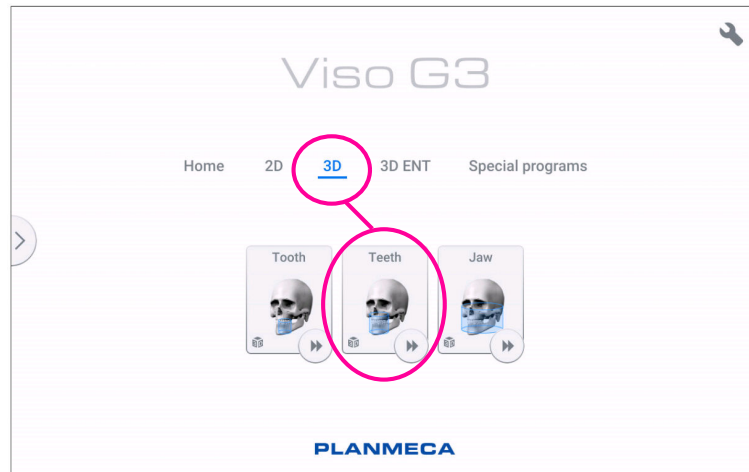 Viso G3
Home 2D 3D 3D ENT Special programs
Tooth Teeth Jaw
PLANMECA